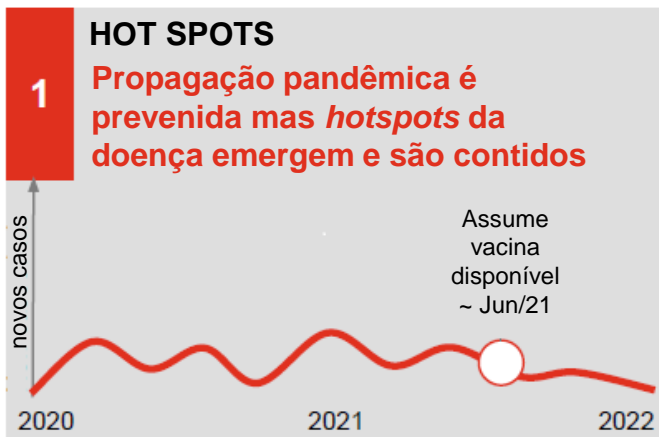 1
HOT SPOTS
Propagação pandêmica é
prevenida mas hotspots da
doença emergem e são contidos
novos casos
Assume
vacina
disponível
~ Jun/21
2020
2021
2022